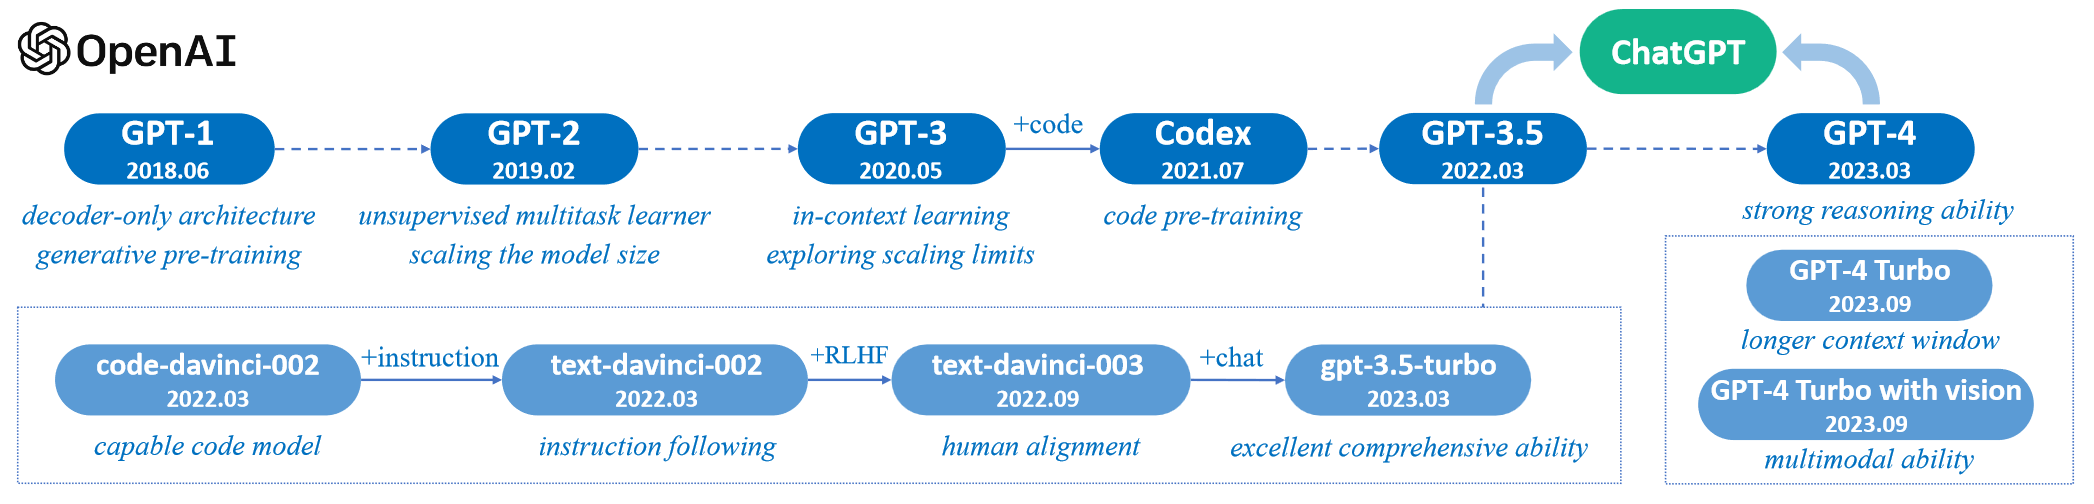 OpenAI
ChatGPT
GPT-1
2018.06
GPT-2
2019.02
GPT-3
2020.05
+code
Codex
2021.07
GPT-3.5
2022.03
GPT-4
2023.03
decoder-only architecture
generative pre-training
unsupervised multitask learner
scaling the model size
in-context learning
exploring scaling limits
code pre-training
strong reasoning ability
GPT-4 Turbo
2023.09
longer context window
GPT-4 Turbo with vision
2023.09
multimodal ability
code-davinci-002
2022.03
+instruction
text-davinci-002
2022.03
+RLHF
text-davinci-003
2022.09
+chat
gpt-3.5-turbo
2023.03
capable code model
instruction following
human alignment
excellent comprehensive ability